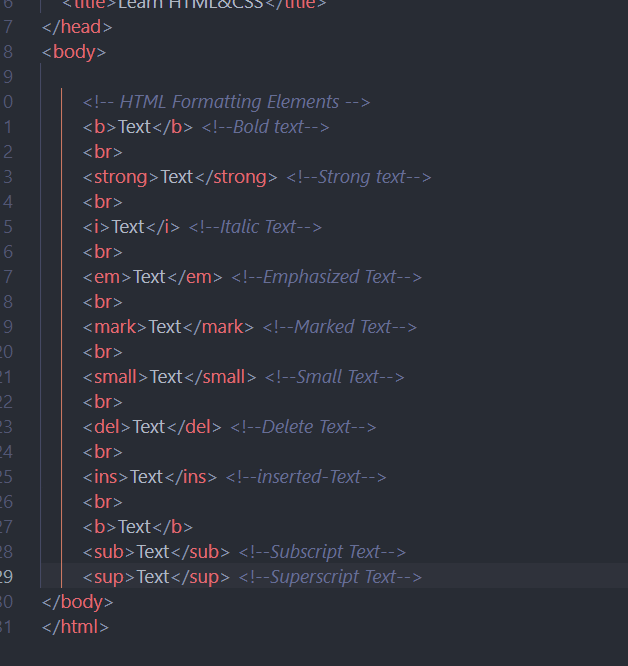 6 <title>Learn HTML&CSS</title>
7 </head>
8 <body>
9
0 <!-- HTML Formatting Elements -->
1 <b>Text</b> <!--Bold text-->
2 <br>
3 <strong>Text</strong> <!--Strong text-->
4 <br>
5 <i>Text</i> <!--Italic Text-->
6 <br>
7 <em>Text</em> <!--Emphasized Text-->
8 <br>
9 <mark>Text</mark> <!--Marked Text-->
20 <br>
21 <small>Text</small> <!--Small Text-->
22 <br>
23 <del>Text</del> <!--Delete Text-->
24 <br>
25 <ins>Text</ins> <!--inserted-Text-->
26 <br>
27 <b>Text</b>
28 <sub>Text</sub> <!--Subscript Text-->
29 <sup>Text</sup> <!--Superscript Text-->
30 </body>
31 </html>